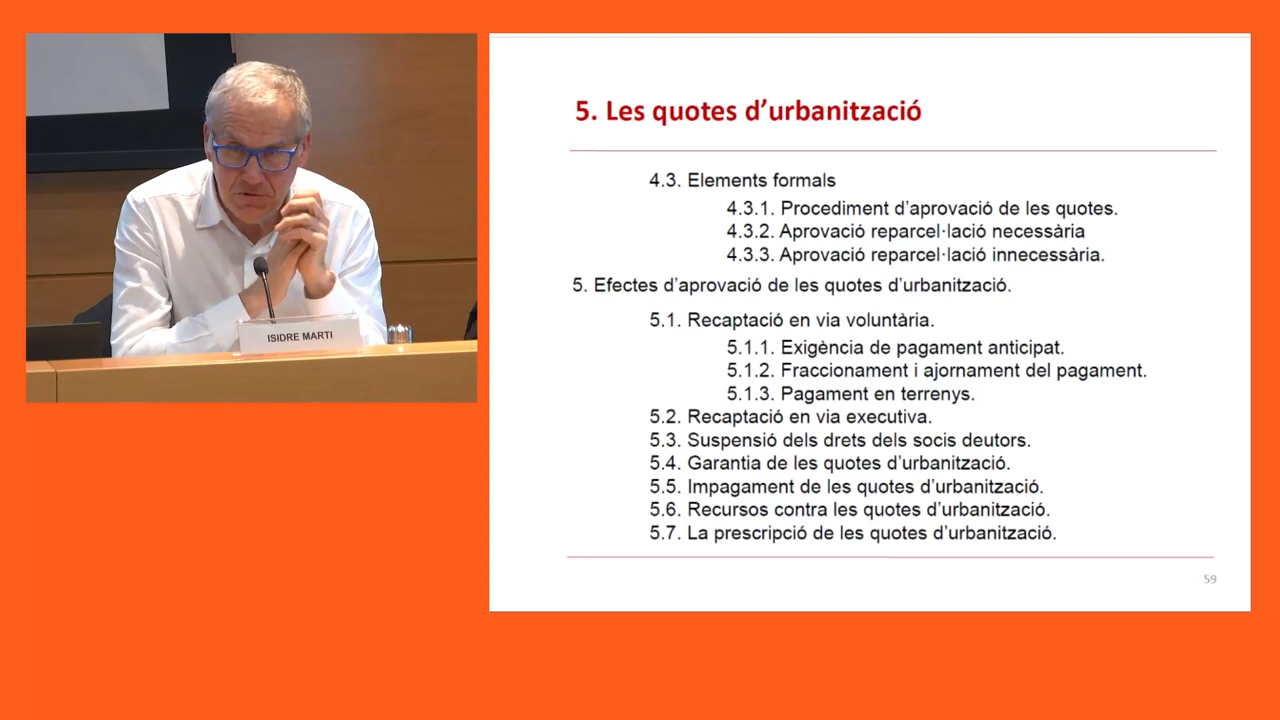 ISIDRE MARTI
5. Les quotes d’urbanització
4.3. Elements formals
4.3.1. Procediment d’aprovació de les quotes.
4.3.2. Aprovació reparcel·lació necessària
4.3.3. Aprovació reparcel·lació innecessària.
5. Efectes d’aprovació de les quotes d’urbanització.
5.1. Recaptació en via voluntària.
5.1.1. Exigència de pagament anticipat.
5.1.2. Fraccionament i ajornament del pagament.
5.1.3. Pagament en terrenys.
5.2. Recaptació en via executiva.
5.3. Suspensió dels drets dels socis deutors.
5.4. Garantia de les quotes d’urbanització.
5.5. Impagament de les quotes d’urbanització.
5.6. Recursos contra les quotes d’urbanització.
5.7. La prescripció de les quotes d’urbanització.
59